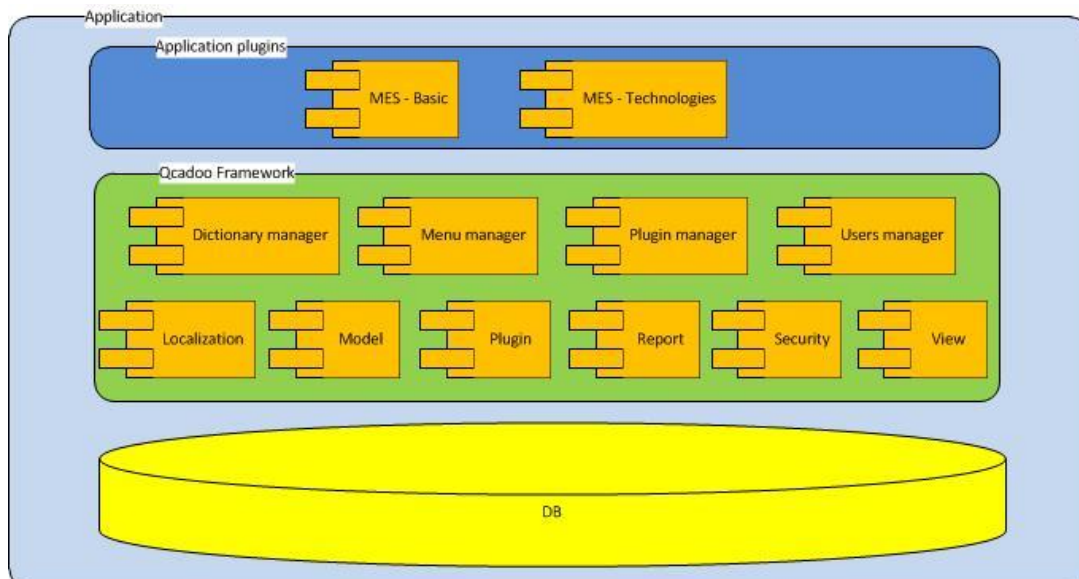 Application
Application plugins
MES - Basic
MES - Technologies
Qcadoo Framework
Dictionary manager
Menu manager
Plugin manager
Users manager
Localization
Model
Plugin
Report
Security
View
DB